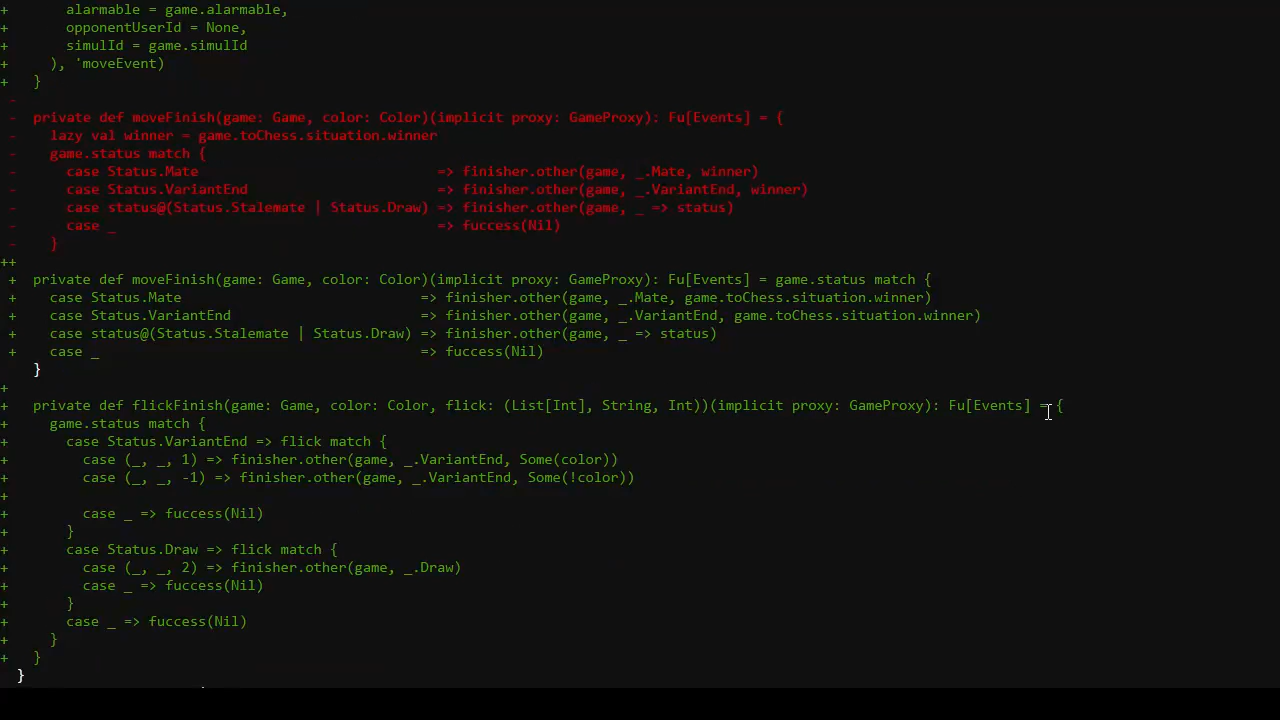 +       alarmable = game.alarmable,
+       opponentUserId = None,
+       simulId = game.simulId
+     ), 'moveEvent)
+   }
 -
 -  private def moveFinish(game: Game, color: Color)(implicit proxy: GameProxy): Fu[Events] = {
 -    lazy val winner = game.toChess.situation.winner
 -    game.status match {
 -      case Status.Mate                             => finisher.other(game, _.Mate, winner)
 -      case Status.VariantEnd                       => finisher.other(game, _.VariantEnd, winner)
 -      case status@(Status.Stalemate | Status.Draw) => finisher.other(game, _ => status)
 -      case _                                       => fuccess(Nil)
 -    }
++
 +  private def moveFinish(game: Game, color: Color)(implicit proxy: GameProxy): Fu[Events] = game.status match {
 +    case Status.Mate                             => finisher.other(game, _.Mate, game.toChess.situation.winner)
 +    case Status.VariantEnd                       => finisher.other(game, _.VariantEnd, game.toChess.situation.winner)
 +    case status@(Status.Stalemate | Status.Draw) => finisher.other(game, _ => status)
 +    case _                                       => fuccess(Nil)
    }
+
+   private def flickFinish(game: Game, color: Color, flick: (List[Int], String, Int))(implicit proxy: GameProxy): Fu[Events] = {
+     game.status match {
+       case Status.VariantEnd => flick match {
+         case (_, _, 1) => finisher.other(game, _.VariantEnd, Some(color))
+         case (_, _, -1) => finisher.other(game, _.VariantEnd, Some(!color))
+
+         case _ => fuccess(Nil)
+       }
+       case Status.Draw => flick match {
+         case (_, _, 2) => finisher.other(game, _.Draw)
+         case _ => fuccess(Nil)
+       }
+       case _ => fuccess(Nil)
+     }
+   }
  }